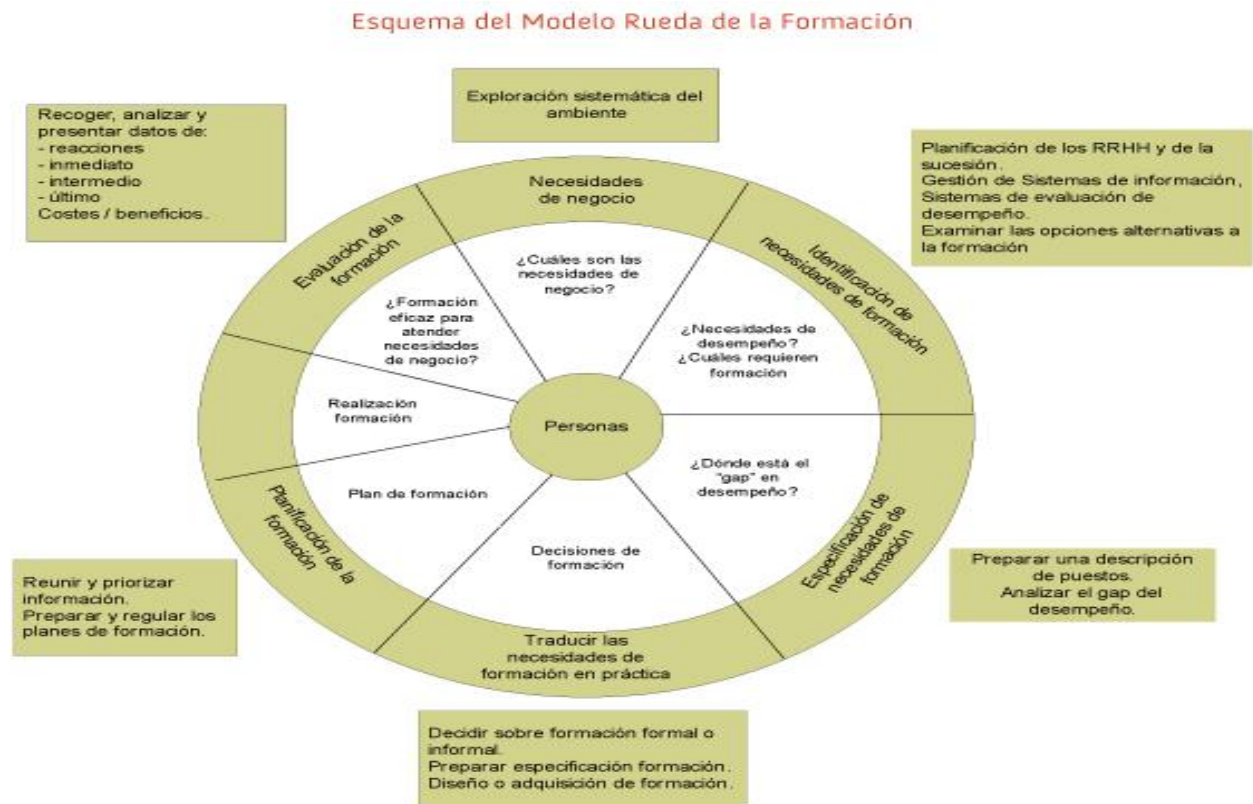 Esquema del Modelo Rueda de la Formación
Exploración sistemática del
ambiente
Recoger, analizar y
presentar datos de:
- reacciones
- inmediato
- intermedio
- último
Costes / beneficios.
Planificación de los RRHH y de la
sucesión.
Gestión de Sistemas de información,
Sistemas de evaluación de
desempeño.
Examinar las opciones alternativas a
la formación
Necesidades
de negocio
Evaluación de la
formación
Identificación de
necesidades de formación
¿Cuáles son las
necesidades de
negocio?
¿Formación
eficaz para
atender
necesidades
de negocio?
¿Necesidades de
desempeño?
¿Cuáles requieren
formación
Realización
formación
Personas
¿Dónde está el
"gap" en
desempeño?
Plan de formación
Decisiones de
formación
Planificación de la
formación
Especificación de
necesidades de
formación
Traducir las
necesidades de
formación en práctica
Reunir y priorizar
información.
Preparar y regular los
planes de formación.
Preparar una descripción
de puestos.
Analizar el gap del
desempeño.
Decidir sobre formación formal o
informal.
Preparar especificación formación.
Diseño o adquisición de formación.